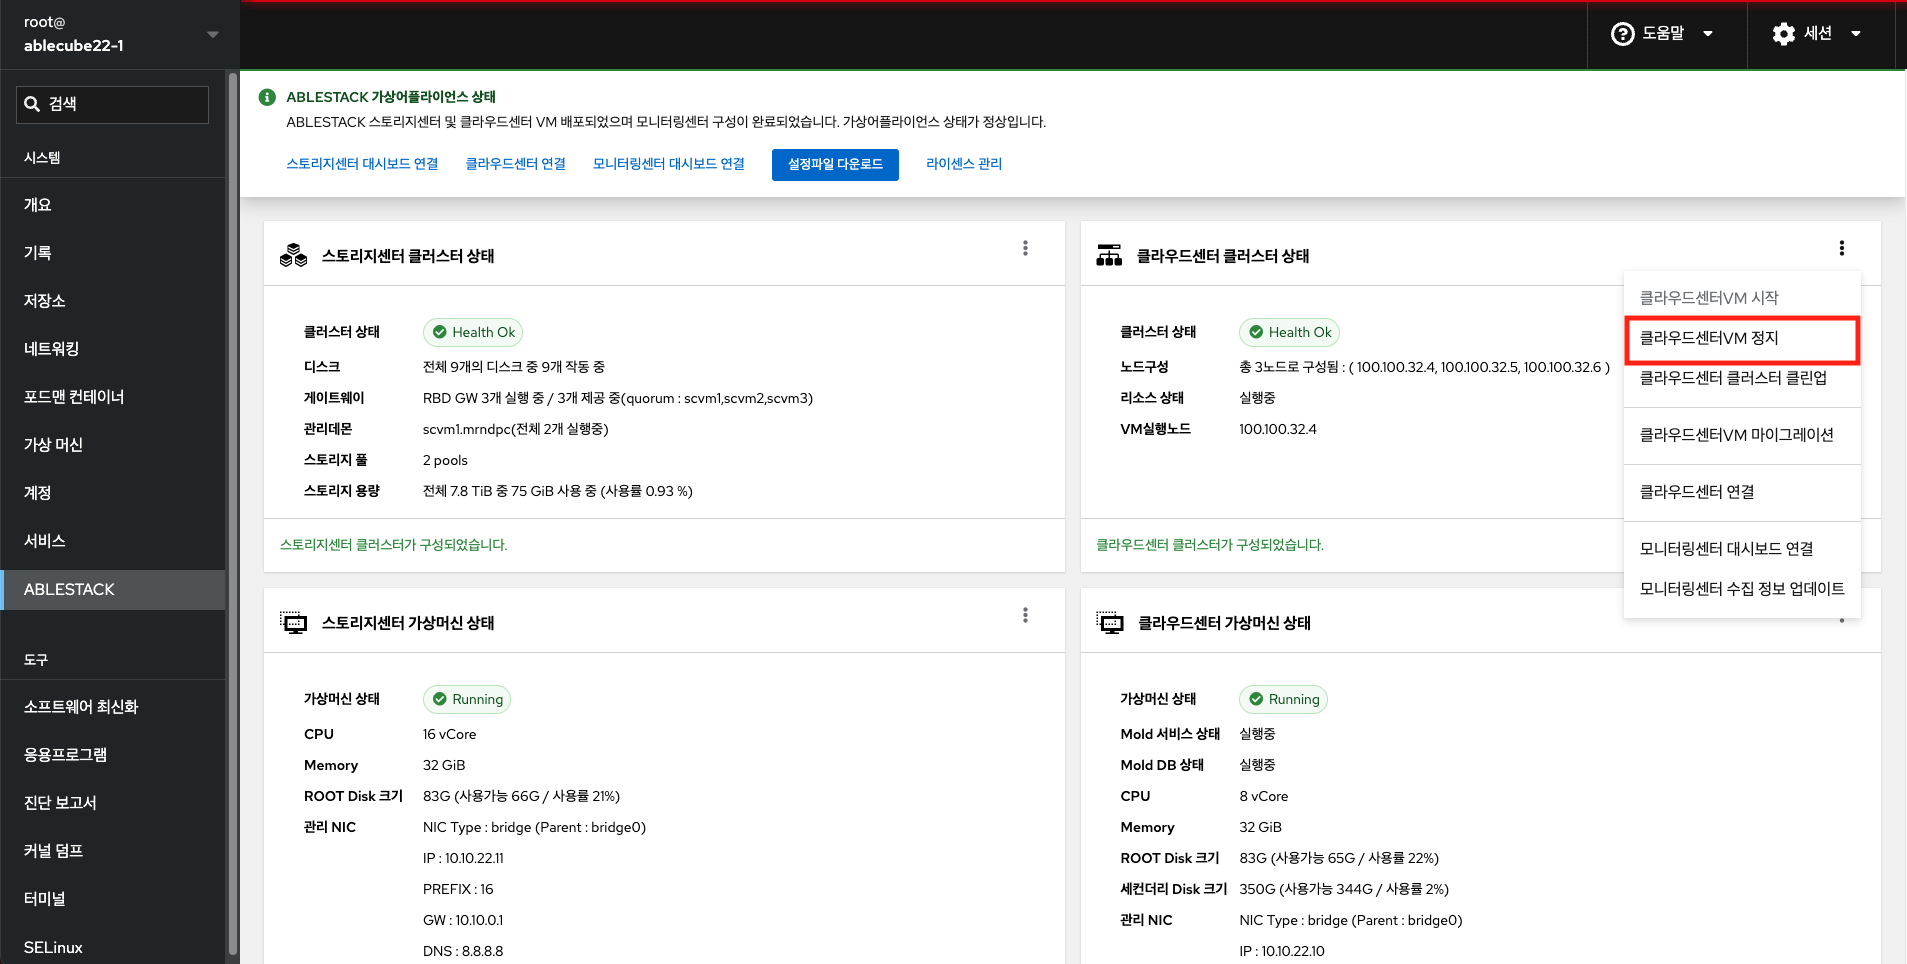 root@
ablecube22-1
도움말
세션
검색
시스템
개요
기록
저장소
네트워킹
포드맨 컨테이너
가상 머신
계정
서비스
ABLESTACK
도구
소프트웨어 최신화
응용프로그램
진단 보고서
커널 덤프
터미널
SELinux
ABLESTACK 가상어플라이언스 상태
ABLESTACK 스토리지센터 및 클라우드센터 VM 배포되었으며 모니터링센터 구성이 완료되었습니다. 가상어플라이언스 상태가 정상입니다.
스토리지센터 대시보드 연결 클라우드센터 연결 모니터링센터 대시보드 연결 설정파일 다운로드 라이센스 관리
스토리지센터 클러스터 상태
클러스터 상태 Health Ok
디스크 전체 9개의 디스크 중 9개 작동 중
게이트웨이 RBD GW 3개 실행 중 / 3개 제공 중(quorum : scvm1,scvm2,scvm3)
관리데몬 scvm1.mrndpc(전체 2개 실행중)
스토리지 풀 2 pools
스토리지 용량 전체 7.8 TiB 중 75 GiB 사용 중 (사용률 0.93 %)
스토리지센터 클러스터가 구성되었습니다.
클라우드센터 클러스터 상태
클러스터 상태 Health Ok
노드구성 총 3노드로 구성됨 : ( 100.100.32.4, 100.100.32.5, 100.100.32.6 )
리소스 상태 실행중
VM실행노드 100.100.32.4
클라우드센터 클러스터가 구성되었습니다.
클라우드센터VM 시작
클라우드센터VM 정지
클라우드센터 클러스터 클린업
클라우드센터VM 마이그레이션
클라우드센터 연결
모니터링센터 대시보드 연결
모니터링센터 수집 정보 업데이트
스토리지센터 가상머신 상태
가상머신 상태 Running
CPU 16 vCore
Memory 32 GiB
ROOT Disk 크기 83G (사용가능 66G / 사용률 21%)
관리 NIC NIC Type : bridge (Parent : bridge0)
IP : 10.10.22.11
PREFIX : 16
GW : 10.10.0.1
DNS : 8.8.8.8
클라우드센터 가상머신 상태
가상머신 상태 Running
Mold 서비스 상태 실행중
Mold DB 상태 실행중
CPU 8 vCore
Memory 32 GiB
ROOT Disk 크기 83G (사용가능 65G / 사용률 22%)
세컨더리 Disk 크기 350G (사용가능 344G / 사용률 2%)
관리 NIC NIC Type : bridge (Parent : bridge0)
IP : 10.10.22.10